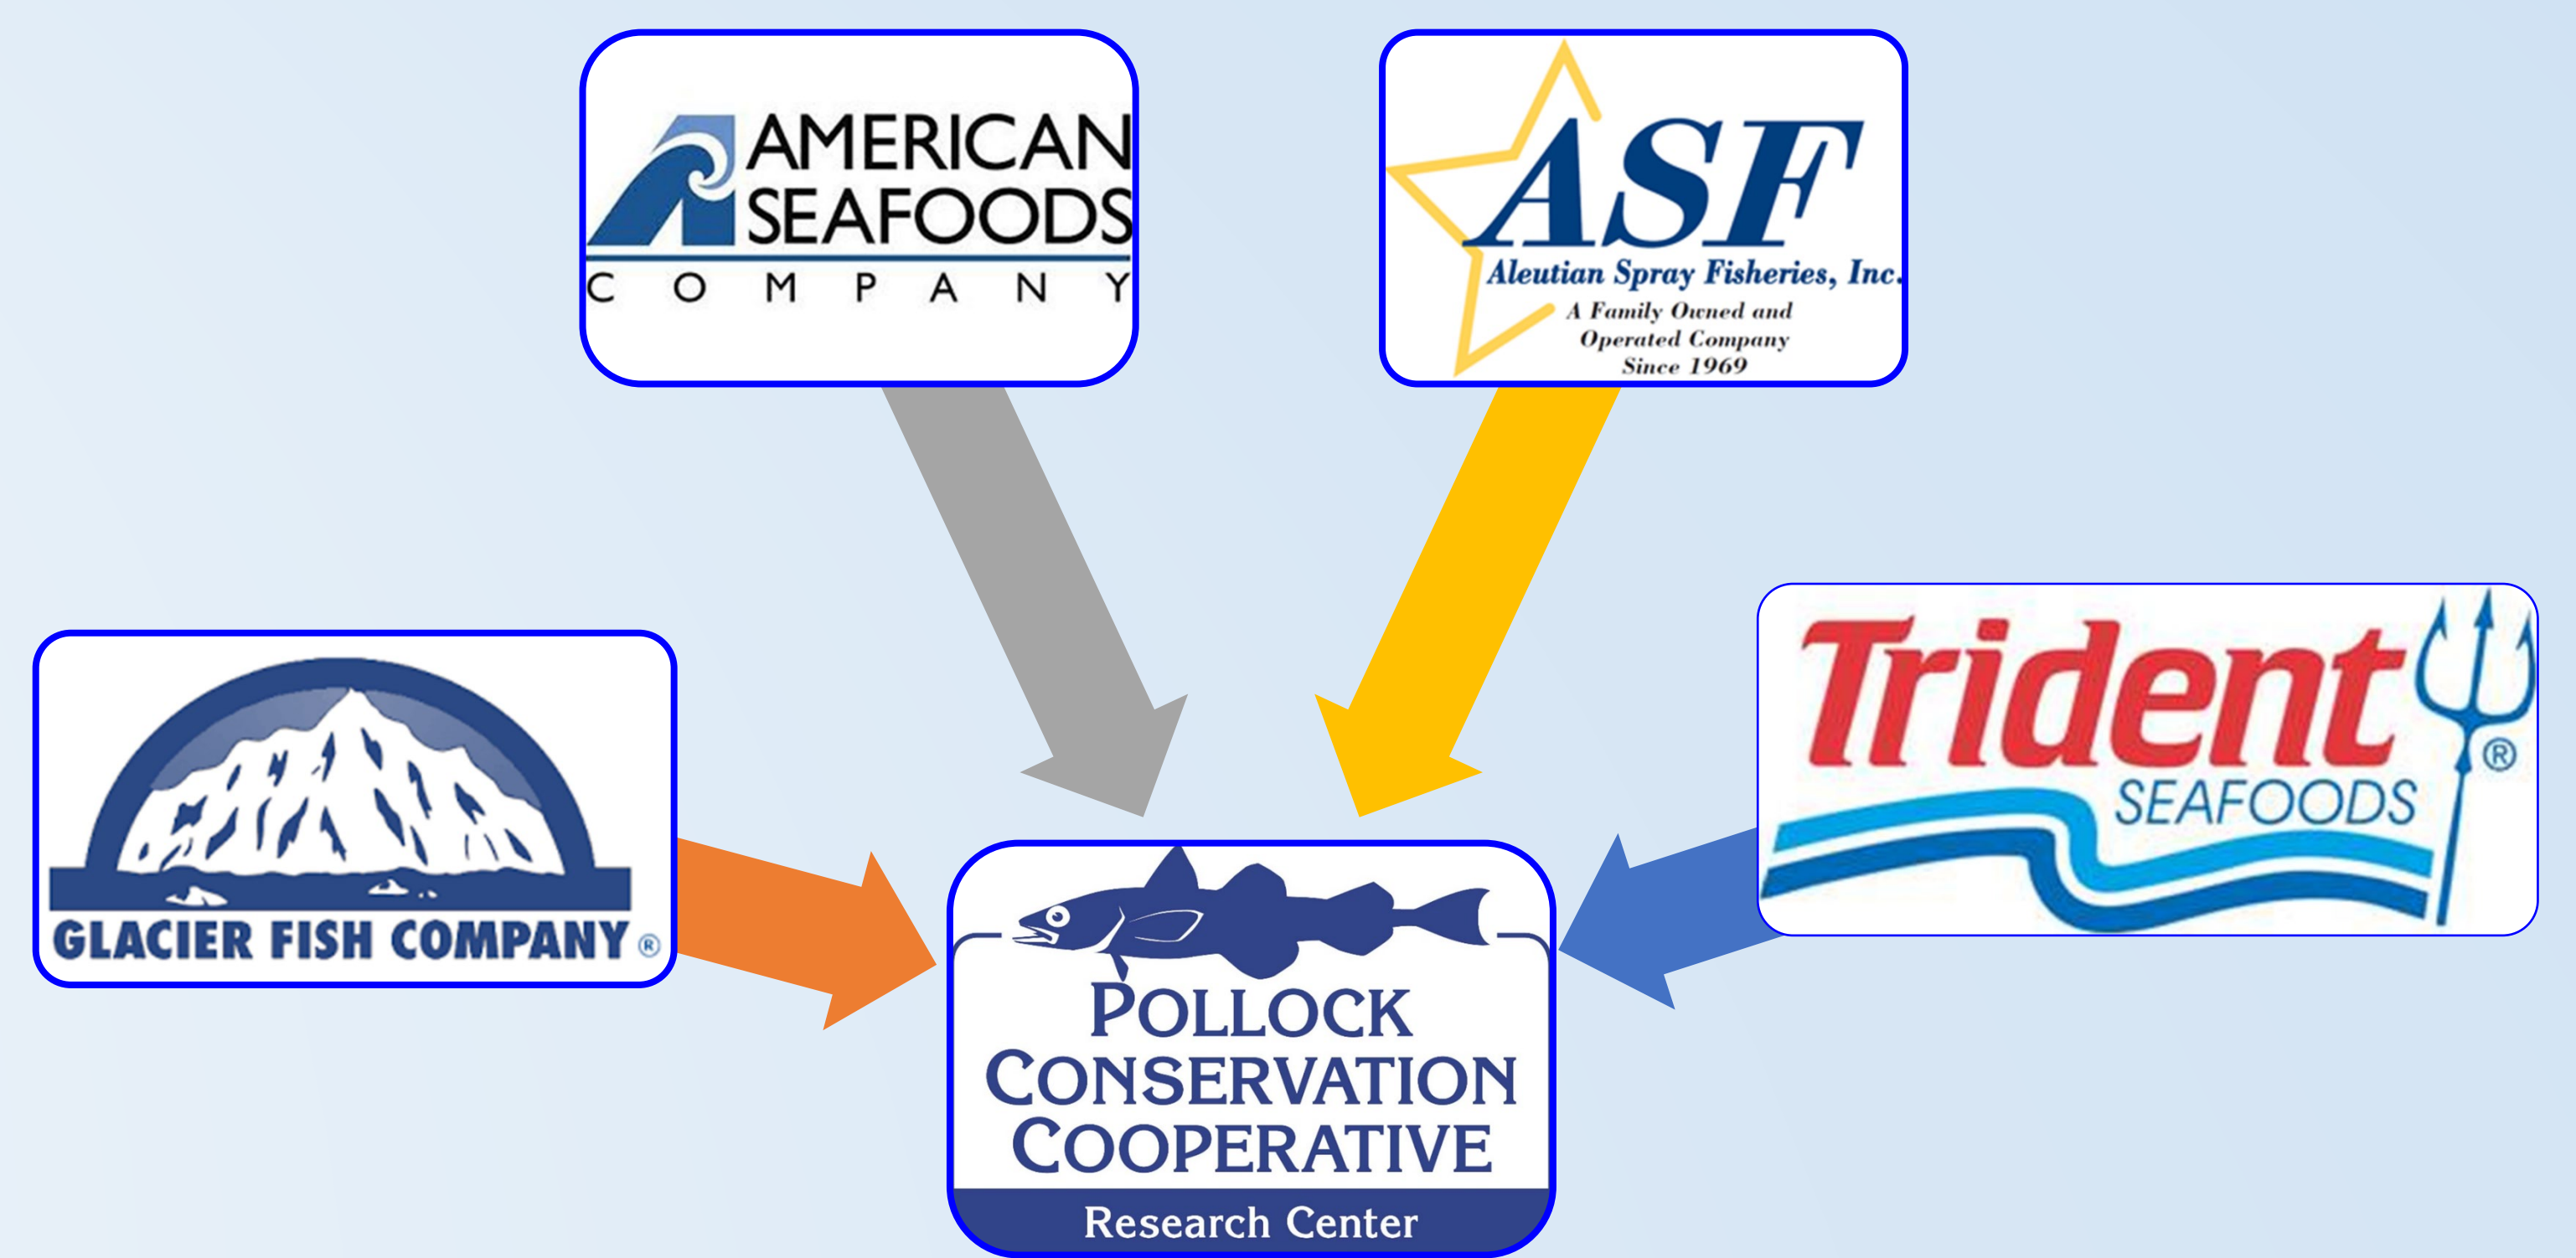 AMERICAN
SEAFOODS
COMPANY
ASF
Aleutian Spray Fisheries, Inc.
A Family Owned and
Operated Company
Since 1969
GLACIER FISH COMPANY ®
Trident
®
SEAFOODS
POLLOCK
CONSERVATION
COOPERATIVE
Research Center